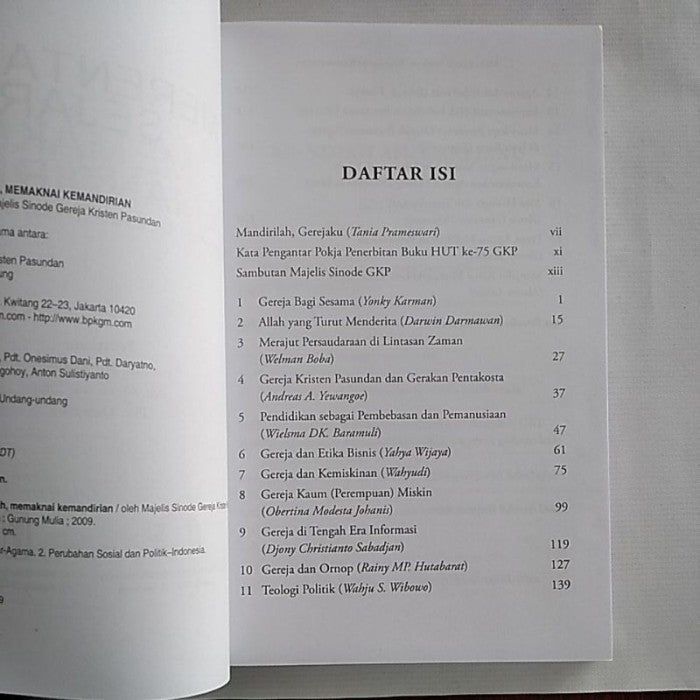 MEMAKNAI KEMANDIRIAN
Majelis Sinode Gereja Kristen Pasundan
antara:
Pasundan
Kwitang 22–23, Jakarta 10420
- http://www.bpkgm.com
Pdt. Onesimus Dani, Pdt. Daryatno,
Anton Sulistiyanto
Undang-undang
memaknai kemandirian / oleh Majelis Sinode Gereja
: Gunung Mulia ; 2009.
cm.
2. Perubahan Sosial dan Politik–Indonesia.
DAFTAR ISI
Mandirilah, Gerejaku (Tania Prameswari) vii
Kata Pengantar Pokja Penerbitan Buku HUT ke-75 GKP xi
Sambutan Majelis Sinode GKP xiii
1 Gereja Bagi Sesama (Yonky Karman) 1
2 Allah yang Turut Menderita (Darwin Darmawan) 15
3 Merajut Persaudaraan di Lintasan Zaman
(Welman Boba) 27
4 Gereja Kristen Pasundan dan Gerakan Pentakosta
(Andreas A. Yewangoe) 37
5 Pendidikan sebagai Pembebasan dan Pemanusiaan
(Wielsma DK. Baramuli) 47
6 Gereja dan Etika Bisnis (Yahya Wijaya) 61
7 Gereja dan Kemiskinan (Wahyudi) 75
8 Gereja Kaum (Perempuan) Miskin
(Obertina Modesta Johanis) 99
9 Gereja di Tengah Era Informasi
(Djony Christianto Sabadjan) 119
10 Gereja dan Ornop (Rainy MP. Hutabarat) 127
11 Teologi Politik (Wahju S. Wibowo) 139